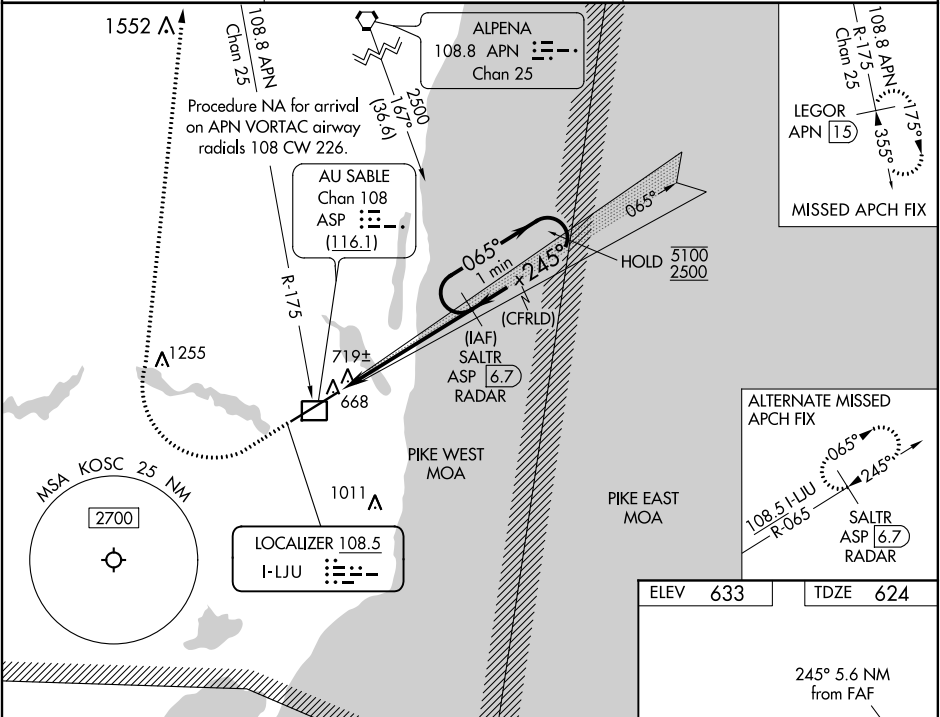 1552
108.8 APN
Chan 25
ALPENA
108.8 APN
Chan 25
2500
167°
(36.6)
Procedure NA for arrival
on APN VORTAC airway
radials 108 CW 226.
R-175
AU SABLE
Chan 108
ASP
(116.1)
065°
1 min
+245°
065°
HOLD 5100
2500
N
(CFRLD)
(IAF)
SALTR
ASP 6.7
RADAR
108.8 APN
R-175
Chan 25
LEGOR
APN 15
175°
355°
MISSED APCH FIX
1255
719±
668
PIKE WEST
MOA
PIKE EAST
MOA
MSA KOSC 25 NM
2700
1011
LOCALIZER 108.5
I-LJU
ALTERNATE MISSED
APCH FIX
065°
245°
108.5 I-LJU
R-065
SALTR
ASP 6.7
RADAR
ELEV 633
TDZE 624
245° 5.6 NM
from FAF